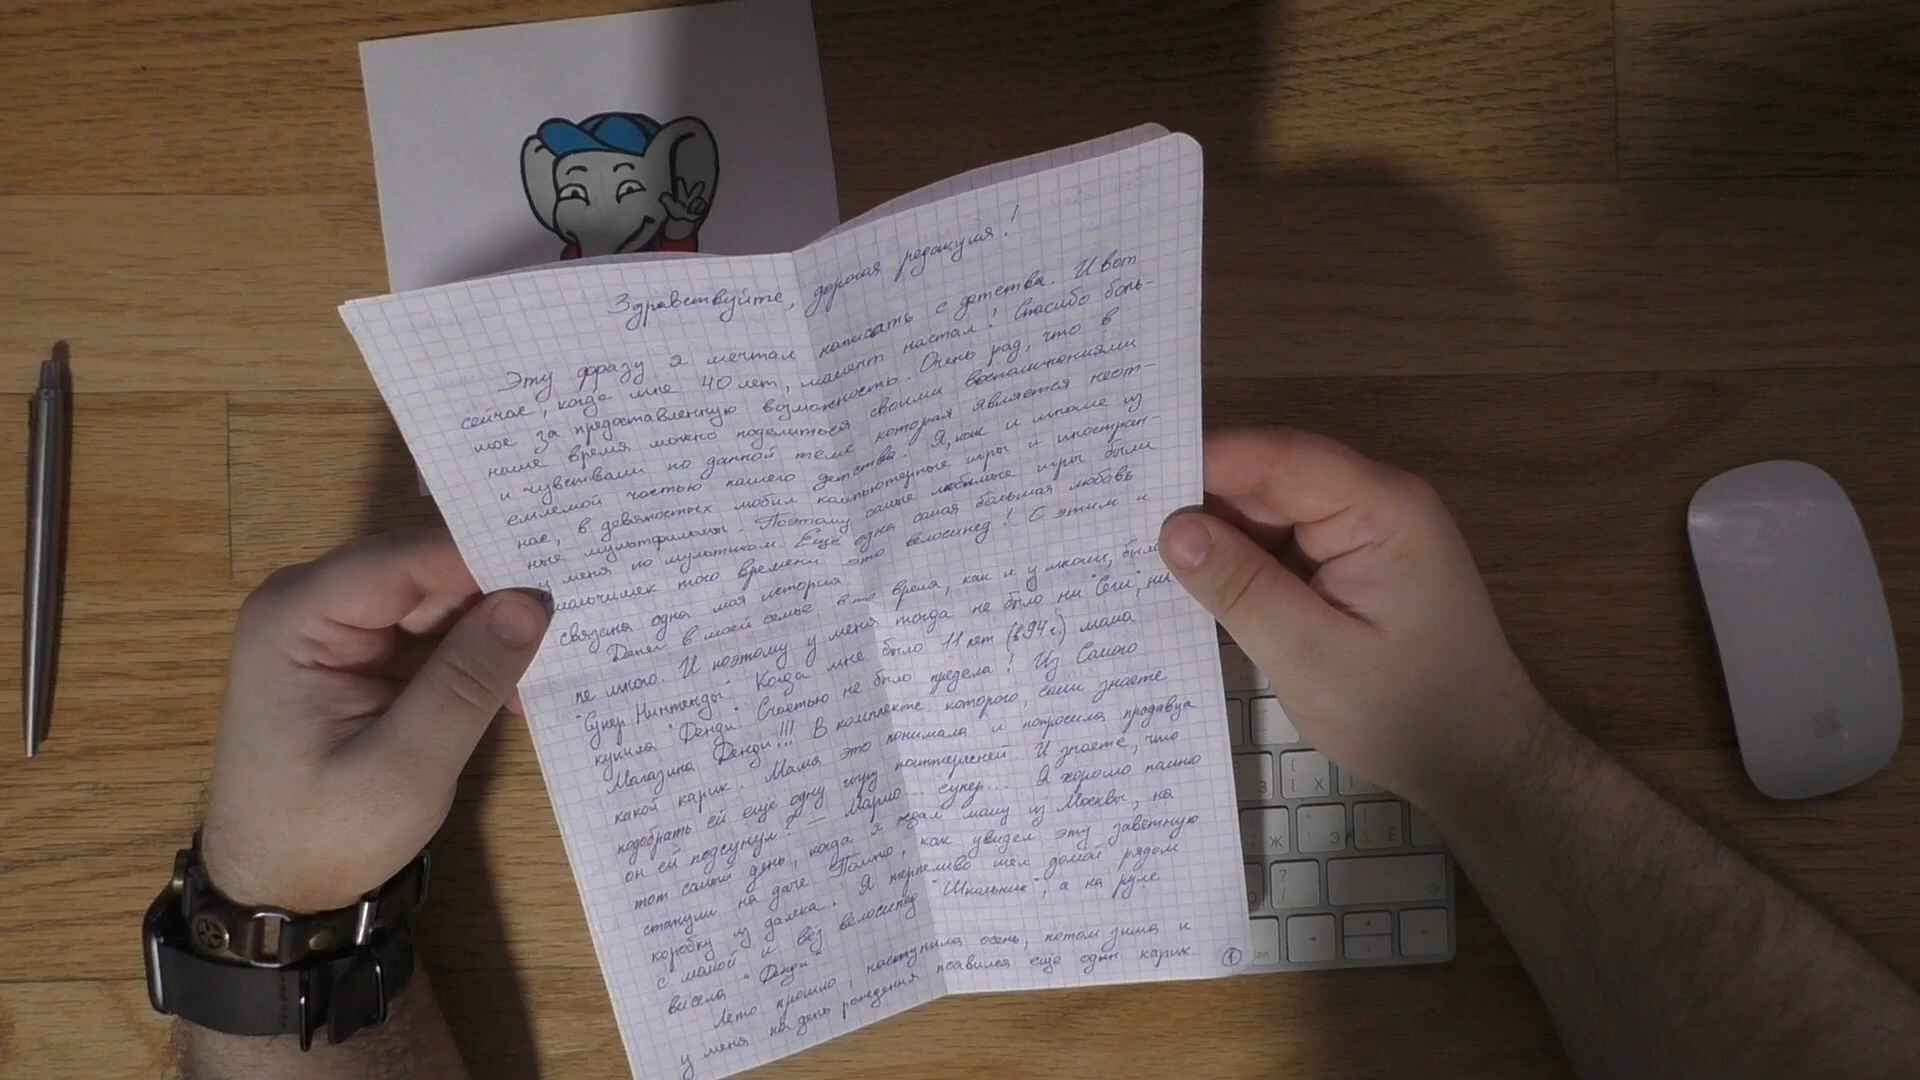 Здравствуйте, дорогая редакция!
Эту фразу я мечтал написать с детства. И вот
сейчас, когда мне 40 лет, момент настал! Спасибо боль-
шое за предоставленную возможность. Очень рад, что в
наше время можно поделиться своими воспоминаниями
и чувствами по данной теме которая является неот-
емлемой частью нашего детства. Я, как и многие из
нас, в девяностых любил компьютерные игры и иностран-
ные мультфильмы. Поэтому самые любимые игры были
у меня по мультикам. Ещё одна самая большая любовь
мальчишек того времени это велосипед! С этим и
связана одна моя история.
Денег в моей семье в то время, как и у многих, было
не много. И поэтому у меня тогда не было ни "Сеги", ни
"Супер Нинтенды". Когда мне было 11 лет (в 94 г.) мама
купила "Денди". Счастью не было предела! Из Самого
Магазина Денди!!! В комплекте которого, сами знаете
какой карик. Мама это понимала и попросила продавца
подобрать ей ещё одну игру поинтересней. И знаете, что
он ей подсунул? — Марио.. супер... Я хорошо помню
тот самый день, когда я ждал маму из Москвы, на
станции на даче. Помню, как увидел эту заветную
коробку из далека. Я терпеливо шёл домой рядом
с мамой и вёз велосипед "Школьник", а на руле
висела "Денди".
Лето прошло, наступила осень, потом зима и
у меня на день рождения появился ещё один карик.
1
З
Х
Ж
Э
Ё
?
/